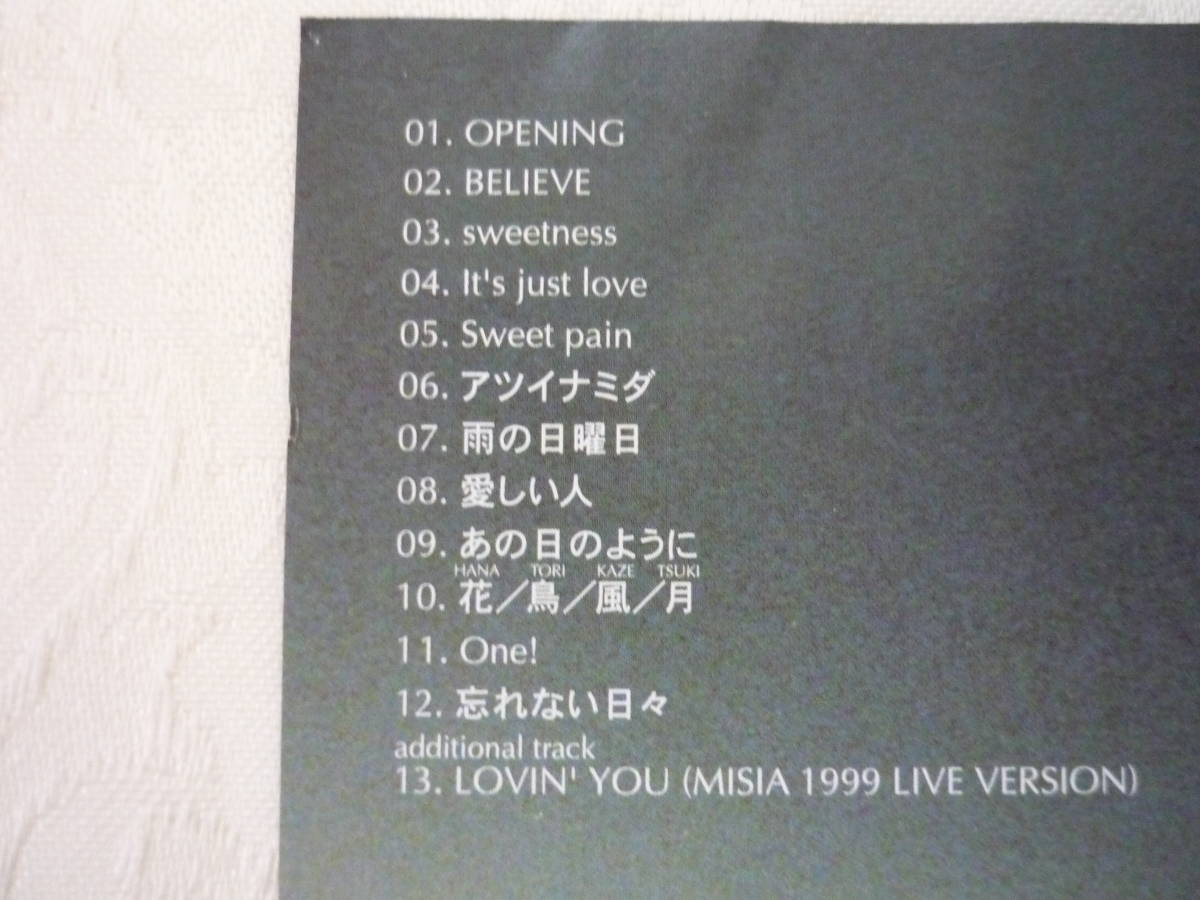 01. OPENING
02. BELIEVE
03. sweetness
04. It's just love
05. Sweet pain
06. アツイナミダ
07. 雨の日曜日
08. 愛しい人
09. あの日のように
HANA TORI KAZE TSUKI
10. 花／鳥／風／月
11. One!
12. 忘れない日々
additional track
13. LOVIN' YOU (MISIA 1999 LIVE VERSION)